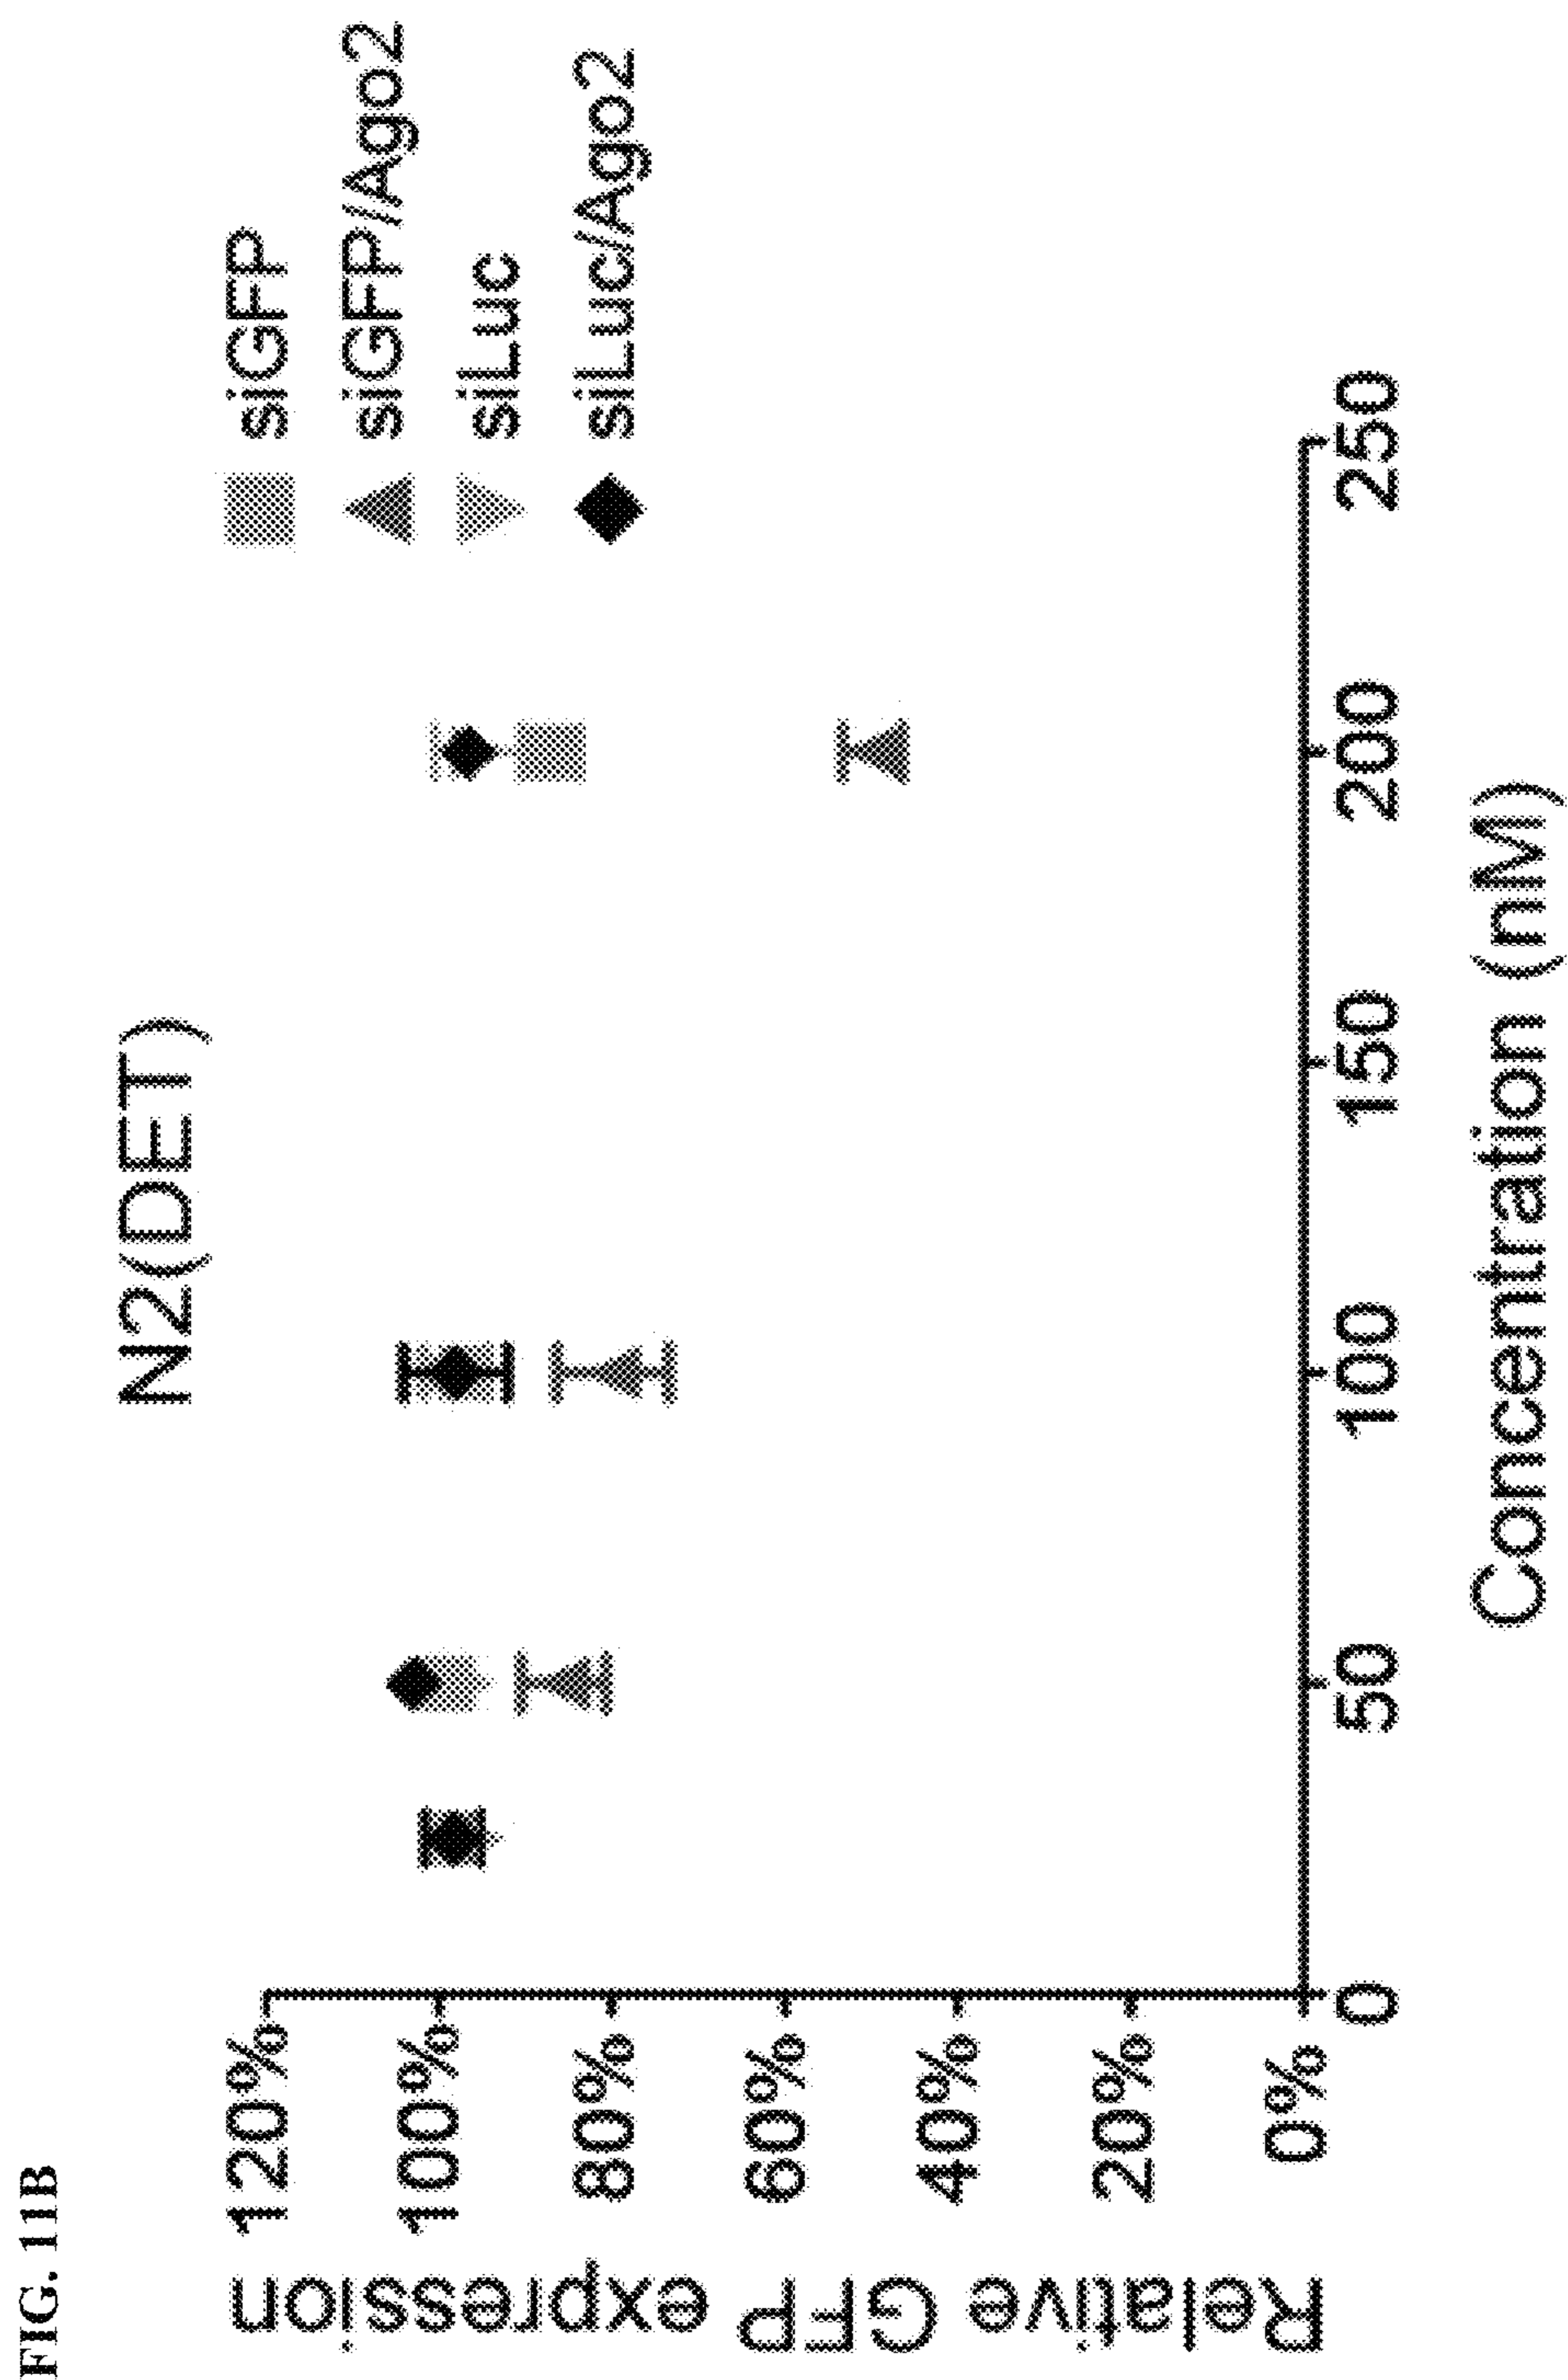 FIG. 11B
N2(DET)
siGFP
siGFP/Ago2
siLuc
siLuc/Ago2
Relative GFP expression
120%
100%
80%
60%
40%
20%
0%
0
50
100
150
200
250
Concentration (nM)